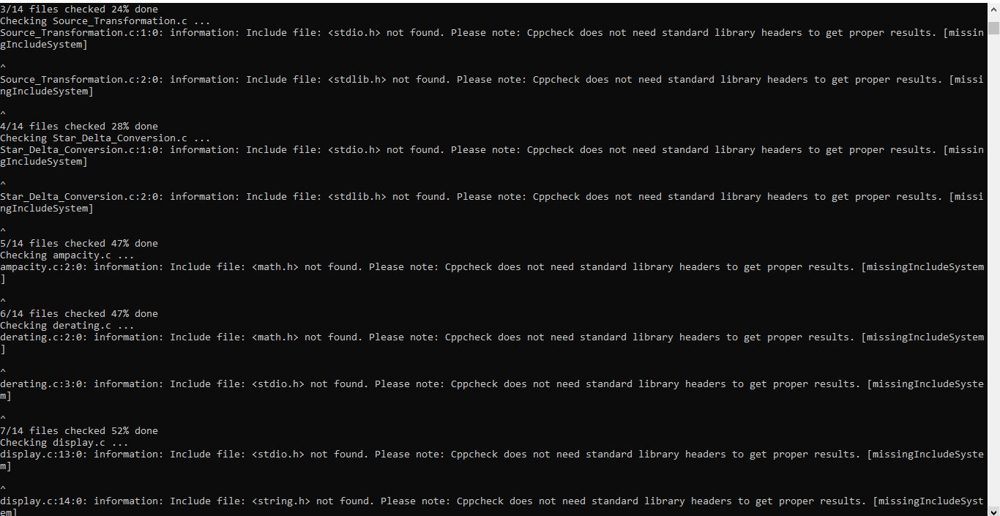 3/14 files checked 24% done
Checking Source_Transformation.c ...
Source_Transformation.c:1:0: information: Include file: <stdio.h> not found. Please note: Cppcheck does not need standard library headers to get proper results. [missin
gIncludeSystem]
^
Source_Transformation.c:2:0: information: Include file: <stdlib.h> not found. Please note: Cppcheck does not need standard library headers to get proper results. [missi
ngIncludeSystem]
^
4/14 files checked 28% done
Checking Star_Delta_Conversion.c ...
Star_Delta_Conversion.c:1:0: information: Include file: <stdio.h> not found. Please note: Cppcheck does not need standard library headers to get proper results. [missin
gIncludeSystem]
^
Star_Delta_Conversion.c:2:0: information: Include file: <stdlib.h> not found. Please note: Cppcheck does not need standard library headers to get proper results. [missi
ngIncludeSystem]
^
5/14 files checked 47% done
Checking ampacity.c ...
ampacity.c:2:0: information: Include file: <math.h> not found. Please note: Cppcheck does not need standard library headers to get proper results. [missingIncludeSystem
]
^
6/14 files checked 47% done
Checking derating.c ...
derating.c:2:0: information: Include file: <math.h> not found. Please note: Cppcheck does not need standard library headers to get proper results. [missingIncludeSystem
]
^
derating.c:3:0: information: Include file: <stdio.h> not found. Please note: Cppcheck does not need standard library headers to get proper results. [missingIncludeSyste
m]
^
7/14 files checked 52% done
Checking display.c ...
display.c:13:0: information: Include file: <stdio.h> not found. Please note: Cppcheck does not need standard library headers to get proper results. [missingIncludeSyste
m]
^
display.c:14:0: information: Include file: <string.h> not found. Please note: Cppcheck does not need standard library headers to get proper results. [missingIncludeSyst
em]